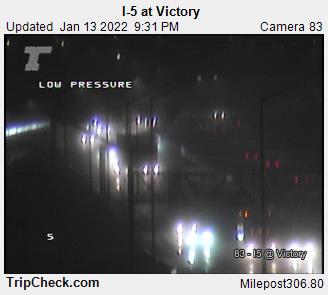 I-5 at Victory
Updated Jan 13 2022 9:31 PM Camera 83
T
LOW PRESSURE
S
83 - I5 @ Victory
TripCheck.com Milepost306.80